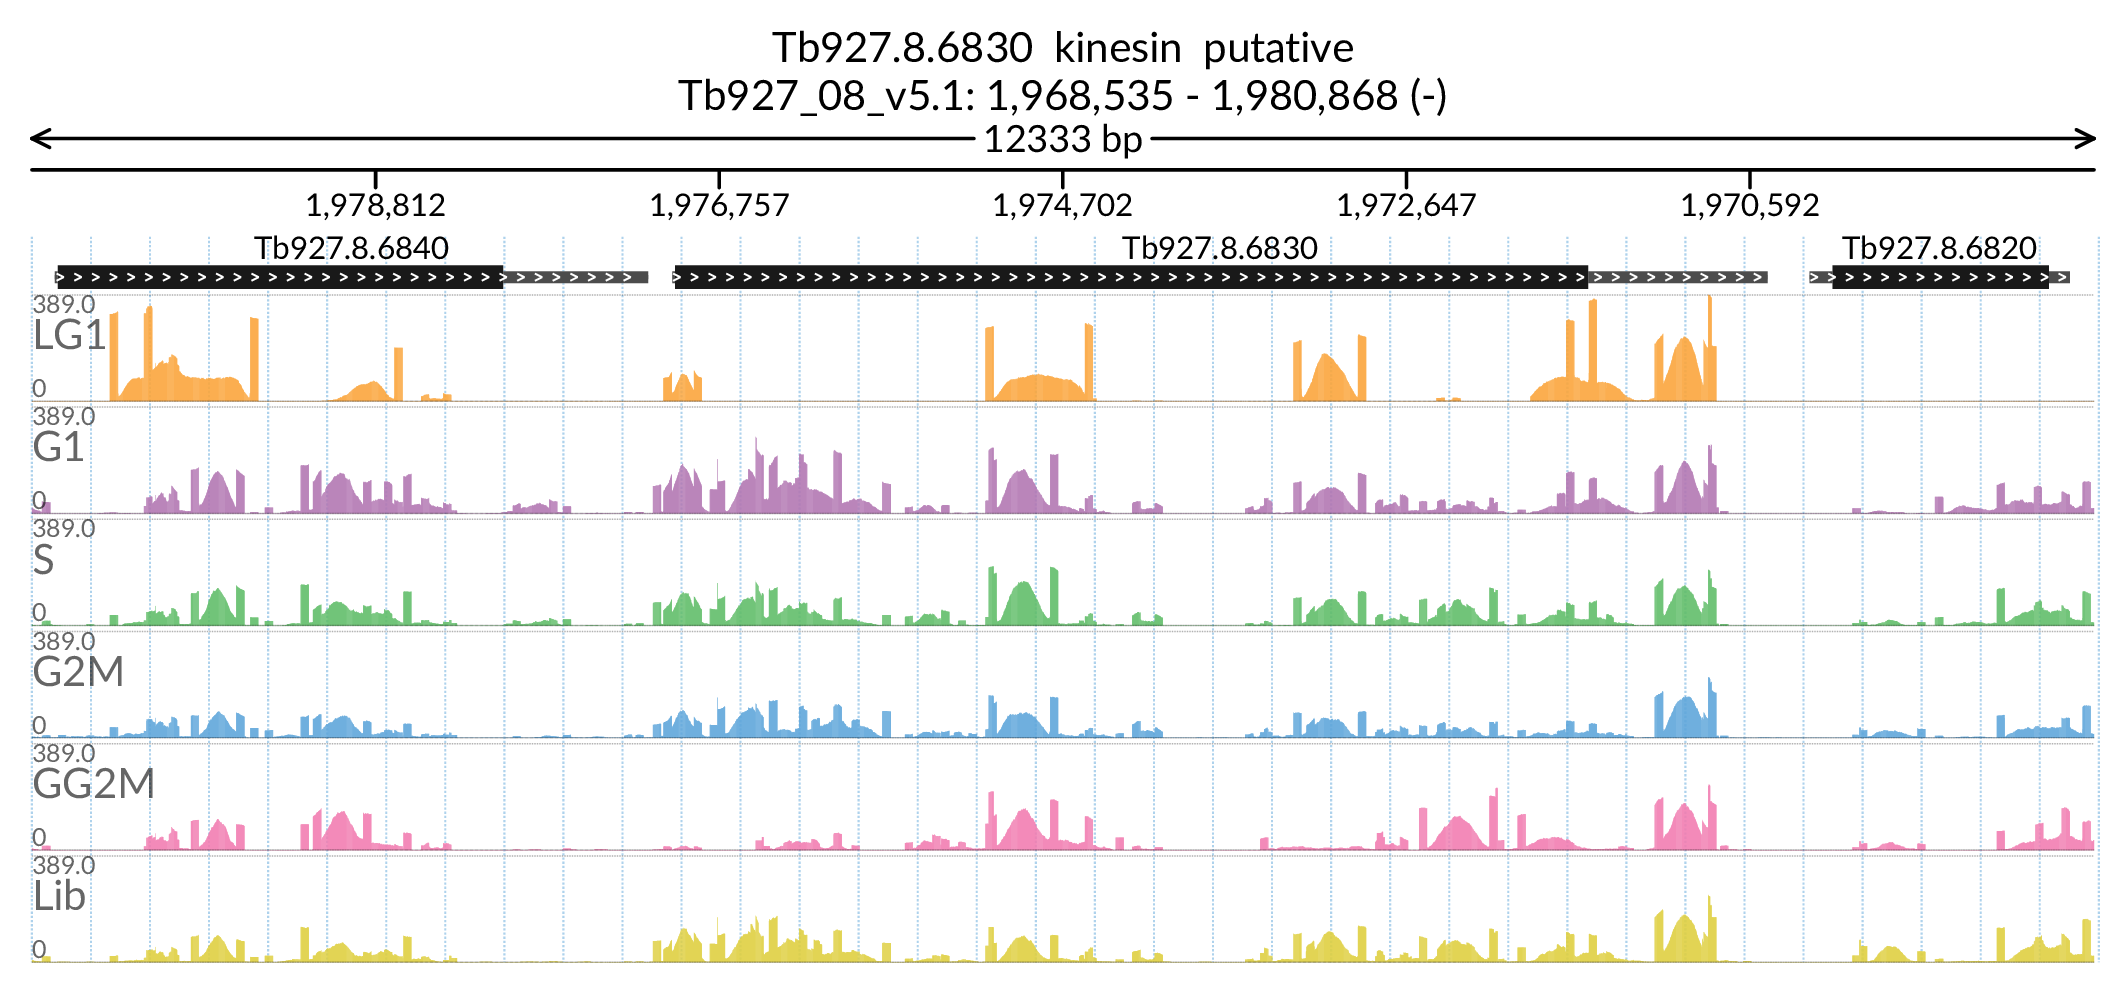 Tb927.8.6830 kinesin putative
Tb927_08_v5.1: 1,968,535 - 1,980,868 (-)
12333 bp
1,978,812 1,976,757 1,974,702 1,972,647 1,970,592
Tb927.8.6840 Tb927.8.6830 Tb927.8.6820
389.0
LG1
0
389.0
G1
0
389.0
S
0
389.0
G2M
0
389.0
GG2M
0
389.0
Lib
0